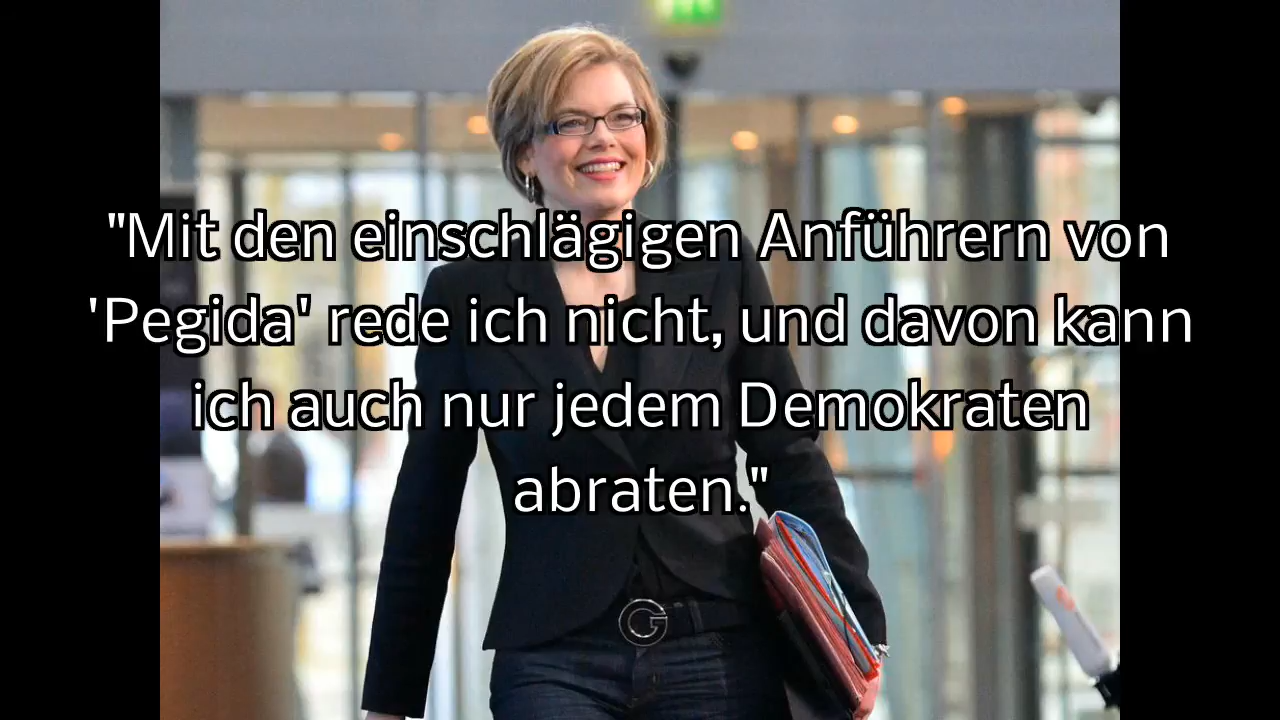 "Mit den einschlägigen Anführern von
'Pegida' rede ich nicht, und davon kann
ich auch nur jedem Demokraten
abraten."